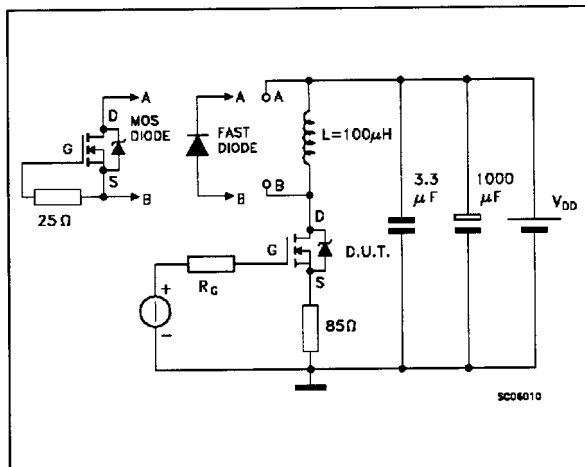 A
D
MOS
DIODE
G
S
B
25Ω
A
FAST
DIODE
B
A
L=100μH
B
D
G
D.U.T.
S
RG
+
-
85Ω
3.3
μF
1000
μF
VDD
SC06010